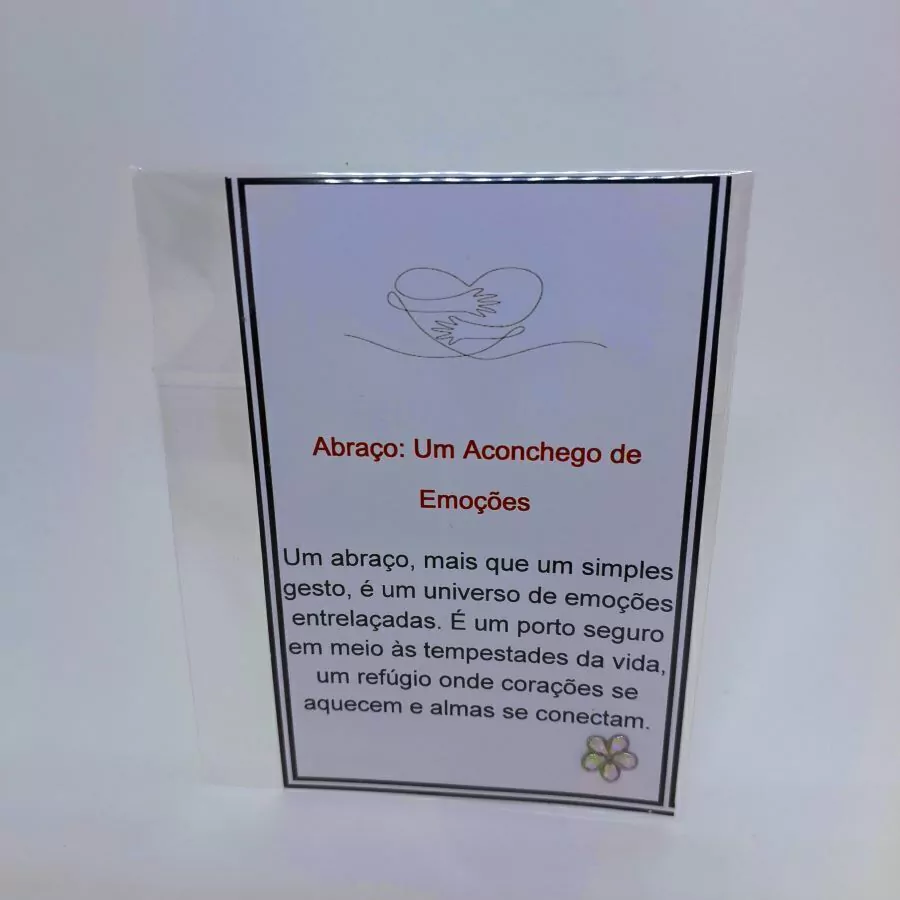 Abraço: Um Aconchego de
Emoções
Um abraço, mais que um simples
gesto, é um universo de emoções
entrelaçadas. É um porto seguro
em meio às tempestades da vida,
um refúgio onde corações se
aquecem e almas se conectam.